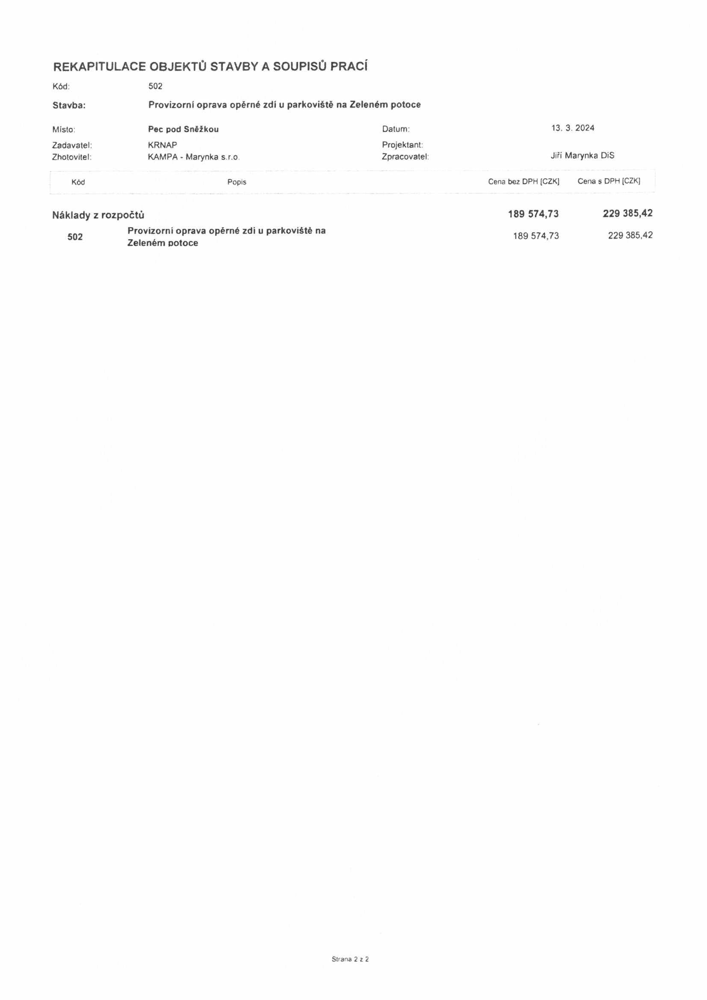 REKAPITULACE OBJEKTŮ STAVBY A SOUPISŮ PRACÍ
Kód: 502
Stavba: Provizorní oprava opěrné zdí u parkoviště na Zeleném potoce
Místo: Pec pod Sněžkou Datum: 13. 3. 2024
Zadavatel: KRNAP Projektant:
Zhotovitel: KAMPA - Marynka s.r.o. Zpracovatel: Jiří Marynka DiS
Kód Popis Cena bez DPH [CZK] Cena s DPH [CZK]
Náklady z rozpočtů 189 574,73 229 385,42
502 Provizorní oprava opěrné zdi u parkoviště na
Zeleném potoce 189 574,73 229 385,42
Strana 2 z 2